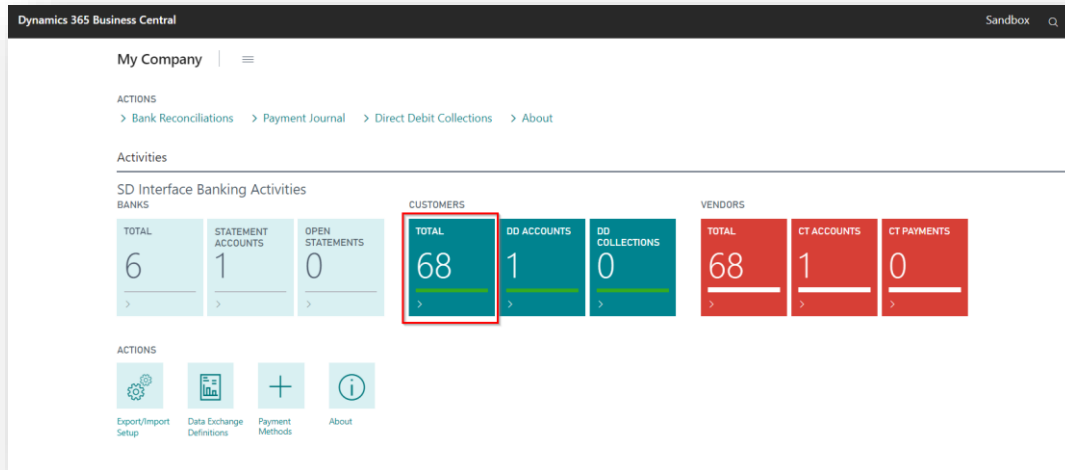 Dynamics 365 Business Central
Sandbox
My Company
ACTIONS
> Bank Reconciliations > Payment Journal > Direct Debit Collections > About
Activities
SD Interface Banking Activities
BANKS
TOTAL
6
STATEMENT
ACCOUNTS
1
OPEN
STATEMENTS
0
CUSTOMERS
TOTAL
68
DD ACCOUNTS
1
DD
COLLECTIONS
0
VENDORS
TOTAL
68
CT ACCOUNTS
1
CT PAYMENTS
0
ACTIONS
Export/Import
Setup
Data Exchange
Definitions
Payment
Methods
About